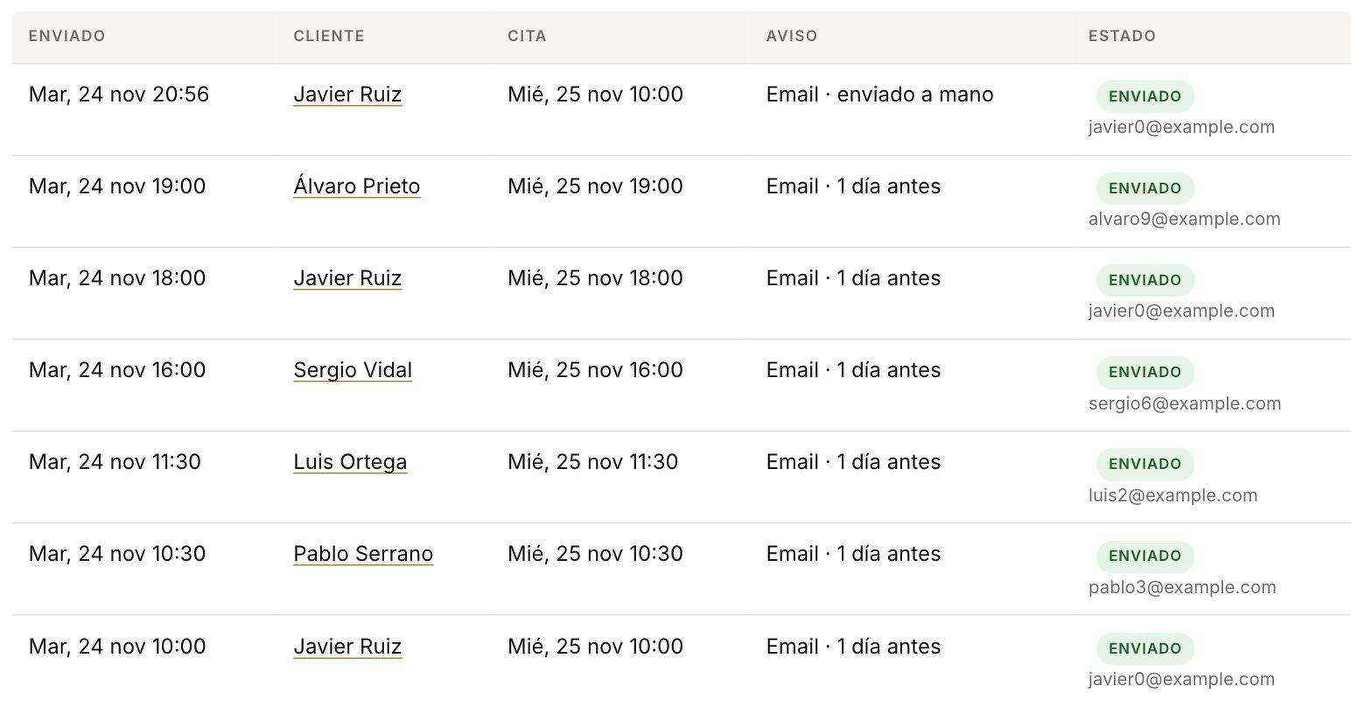 ENVIADO CLIENTE CITA AVISO ESTADO
Mar, 24 nov 20:56 Javier Ruiz Mié, 25 nov 10:00 Email · enviado a mano ENVIADO
javier0@example.com
Mar, 24 nov 19:00 Álvaro Prieto Mié, 25 nov 19:00 Email · 1 día antes ENVIADO
alvaro9@example.com
Mar, 24 nov 18:00 Javier Ruiz Mié, 25 nov 18:00 Email · 1 día antes ENVIADO
javier0@example.com
Mar, 24 nov 16:00 Sergio Vidal Mié, 25 nov 16:00 Email · 1 día antes ENVIADO
sergio6@example.com
Mar, 24 nov 11:30 Luis Ortega Mié, 25 nov 11:30 Email · 1 día antes ENVIADO
luis2@example.com
Mar, 24 nov 10:30 Pablo Serrano Mié, 25 nov 10:30 Email · 1 día antes ENVIADO
pablo3@example.com
Mar, 24 nov 10:00 Javier Ruiz Mié, 25 nov 10:00 Email · 1 día antes ENVIADO
javier0@example.com